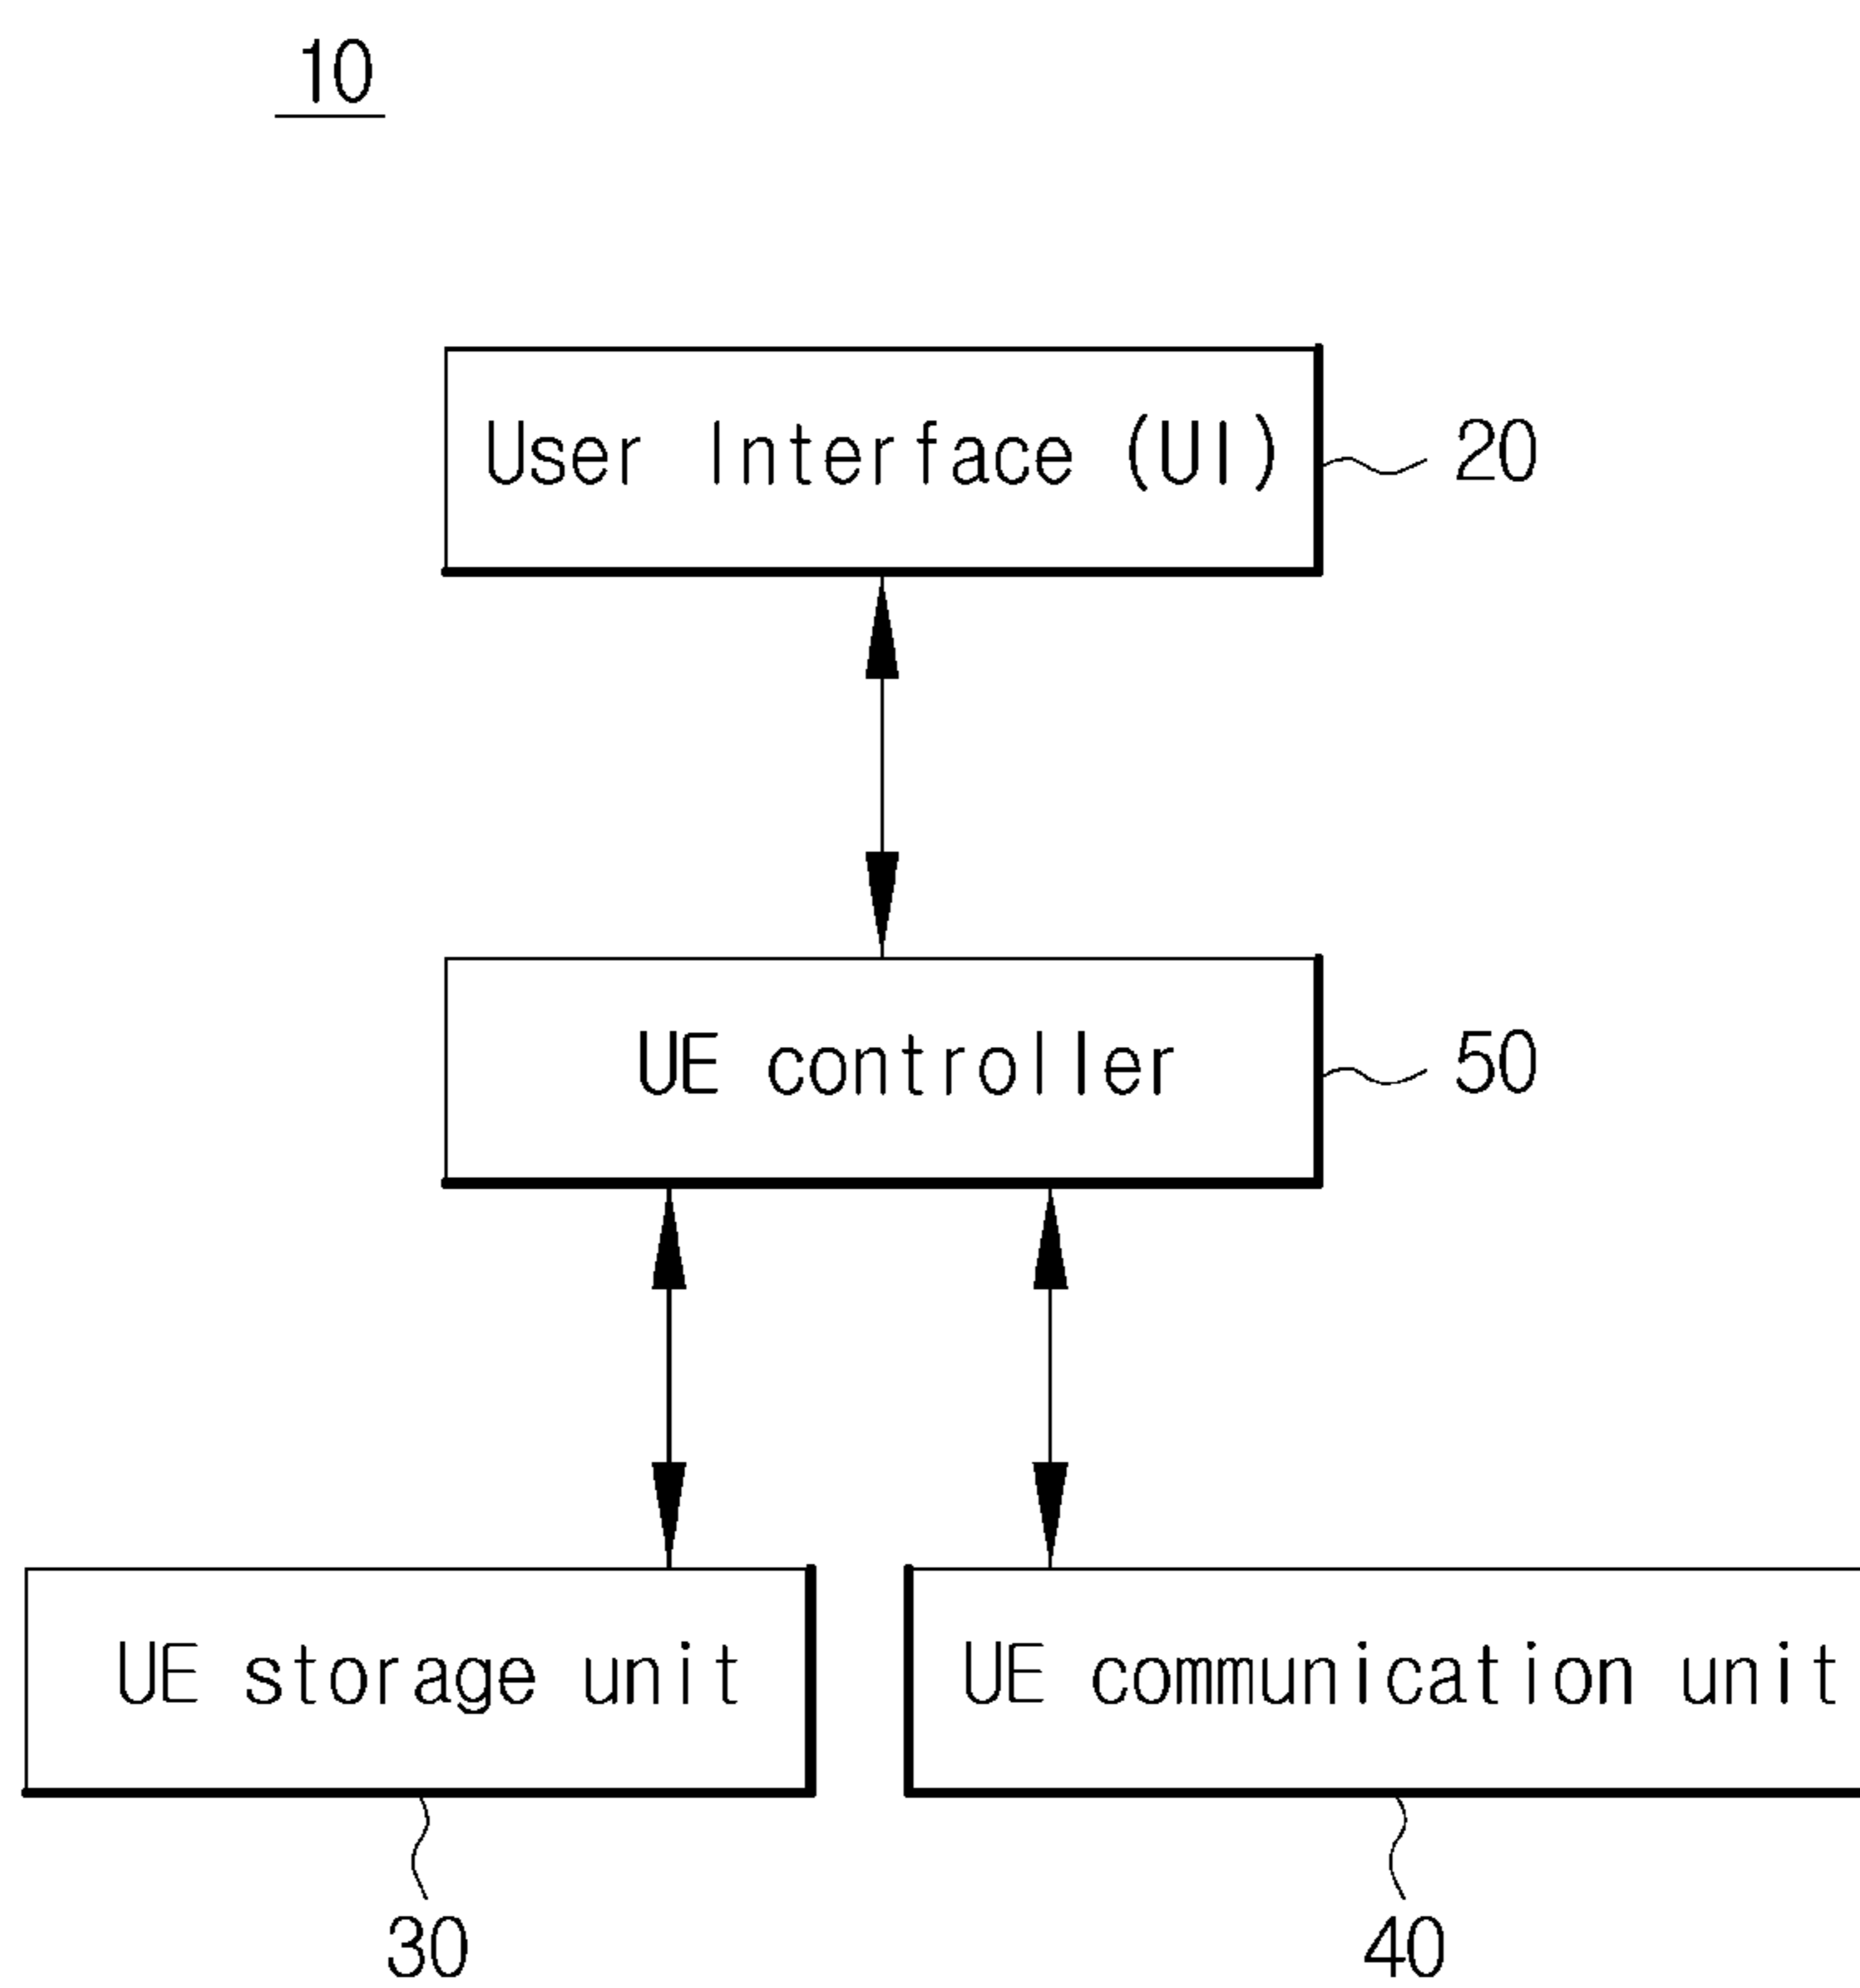 10
User Interface (UI)
20
UE controller
50
UE storage unit
UE communication unit
30
40